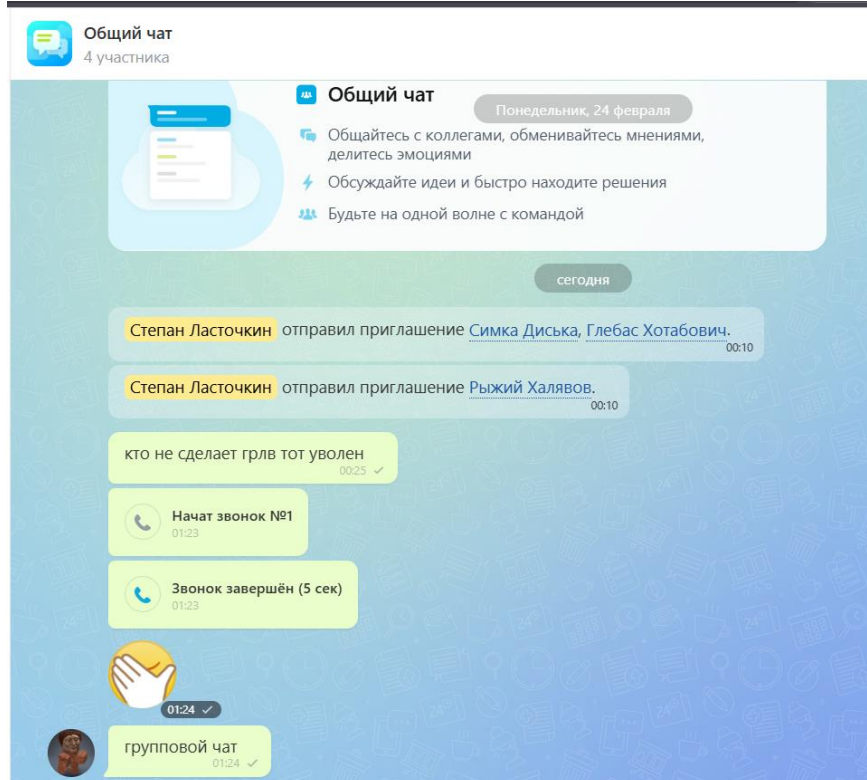 Общий чат
4 участника
Общий чат
Понедельник, 24 февраля
Общайтесь с коллегами, обменивайтесь мнениями,
делитесь эмоциями
Обсуждайте идеи и быстро находите решения
Будьте на одной волне с командой
сегодня
Степан Ласточкин отправил приглашение Симка Диська, Глебас Хотабович.
00:10
Степан Ласточкин отправил приглашение Рыжий Халявов.
00:10
кто не сделает грлв тот уволен
00:25
Начат звонок №1
01:23
Звонок завершён (5 сек)
01:23
01:24
групповой чат
01:24